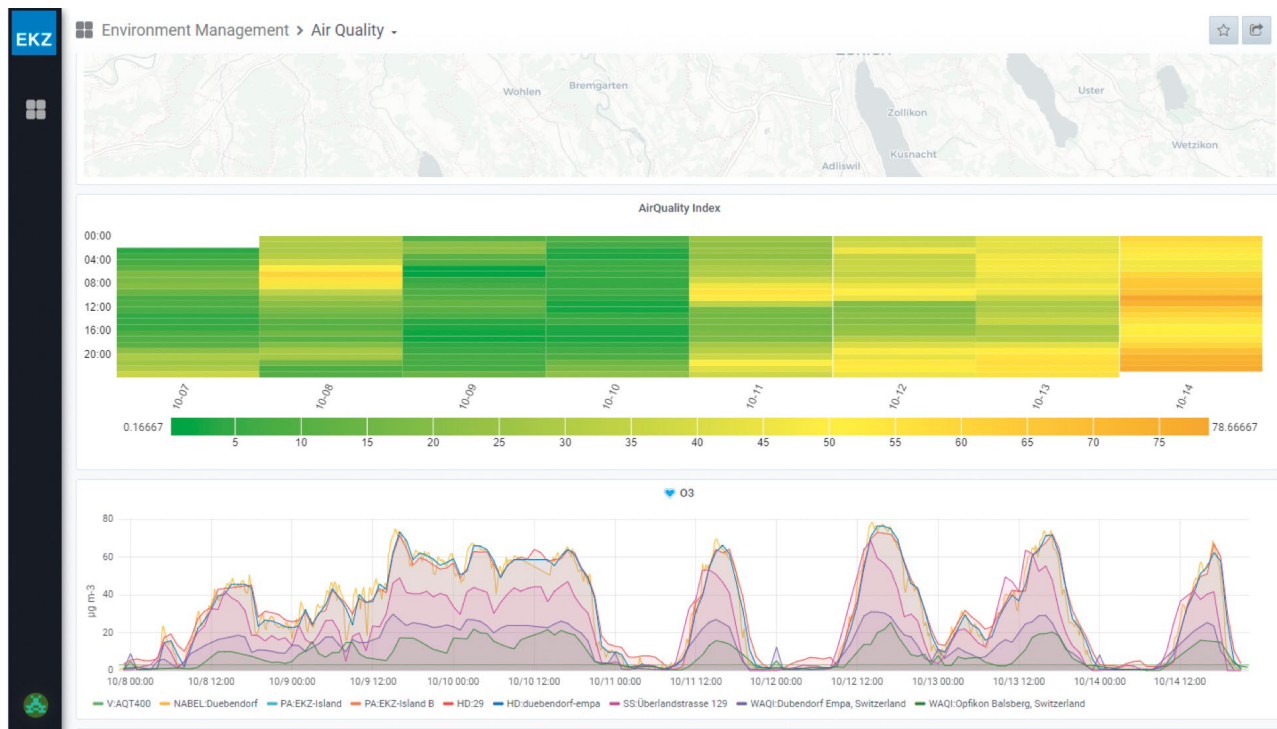 EKZ
Environment Management > Air Quality
Wohlen
Bremgarten
Uster
Zollikon
Wetzikon
Kusnacht
Adliswil
AirQuality Index
00:00
04:00
08:00
12:00
16:00
20:00
10-07 10-08 10-09 10-10 10-11 10-12 10-13 10-14
0.16667 78.66667
5 10 15 20 25 30 35 40 45 50 55 60 65 70 75
O3
80
60
40
20
0
µg m-3
10/8 00:00 10/8 12:00 10/9 00:00 10/9 12:00 10/10 00:00 10/10 12:00 10/11 00:00 10/11 12:00 10/12 00:00 10/12 12:00 10/13 00:00 10/13 12:00 10/14 00:00 10/14 12:00
V:AQT400 NABEL:Duebendorf PA:EKZ-Island PA:EKZ-Island B HD:29 HD:duebendorf-empa SS:Überlandstrasse 129 WAQI:Dubendorf Empa, Switzerland WAQI:Opfikon Balsberg, Switzerland